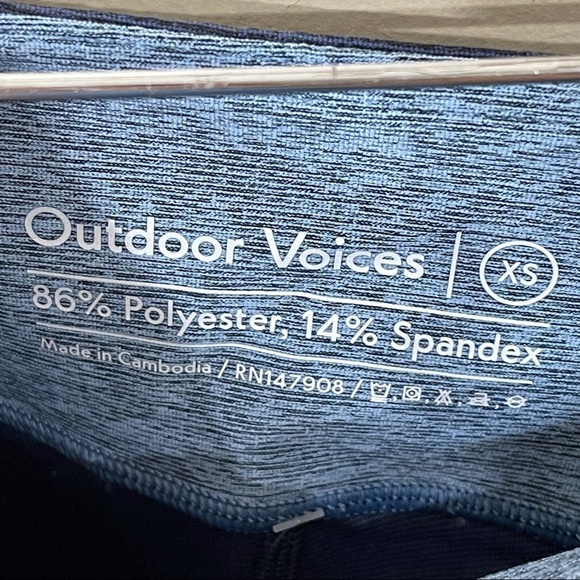 Outdoor Voices | XS
86% Polyester, 14% Spandex
Made in Cambodia / RN147908 /